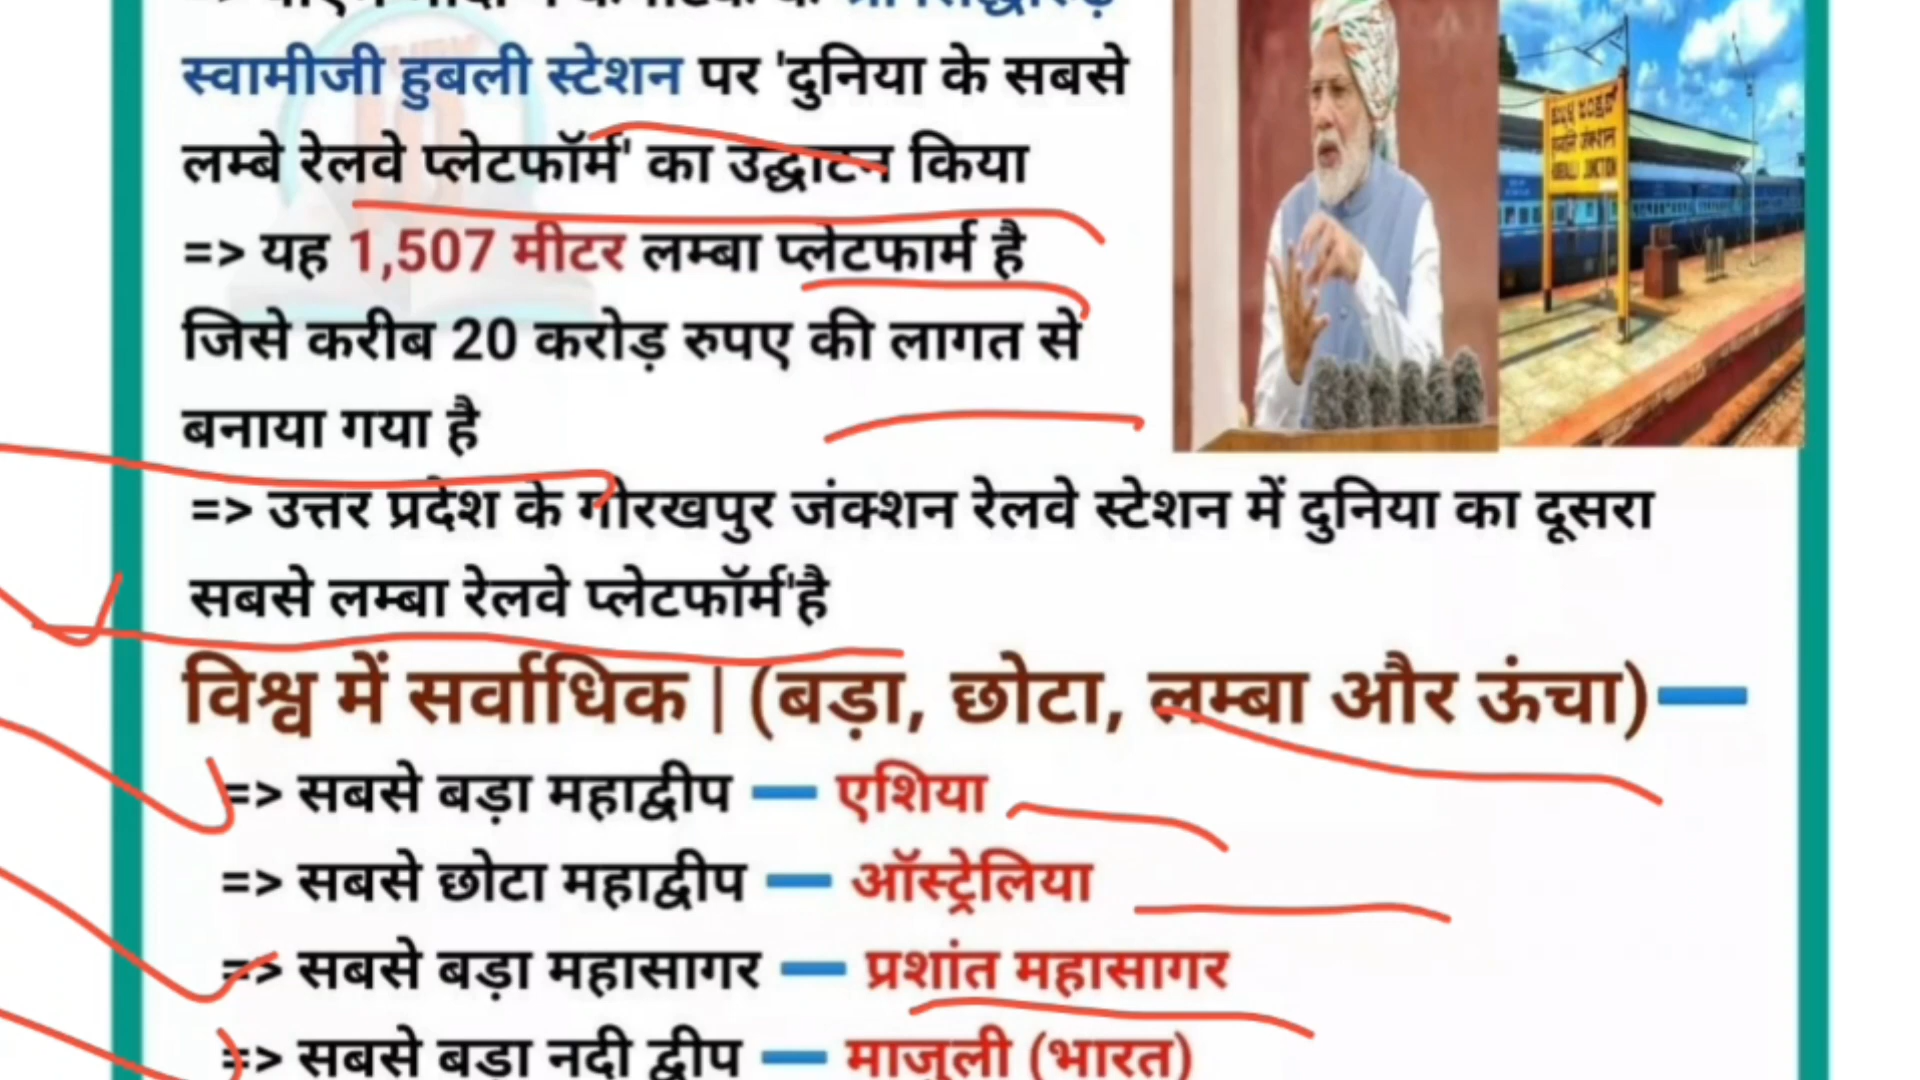 स्वामीजी हुबली स्टेशन पर 'दुनिया के सबसे
लम्बे रेलवे प्लेटफॉर्म' का उद्घाटन किया
=> यह 1,507 मीटर लम्बा प्लेटफार्म है
जिसे करीब 20 करोड़ रुपए की लागत से
बनाया गया है
=> उत्तर प्रदेश के गोरखपुर जंक्शन रेलवे स्टेशन में दुनिया का दूसरा
सबसे लम्बा रेलवे प्लेटफॉर्म'है
विश्व में सर्वाधिक | (बड़ा, छोटा, लम्बा और ऊंचा)—
=> सबसे बड़ा महाद्वीप — एशिया
=> सबसे छोटा महाद्वीप — ऑस्ट्रेलिया
=> सबसे बड़ा महासागर — प्रशांत महासागर
=> सबसे बड़ा नदी द्वीप — माजुली (भारत)